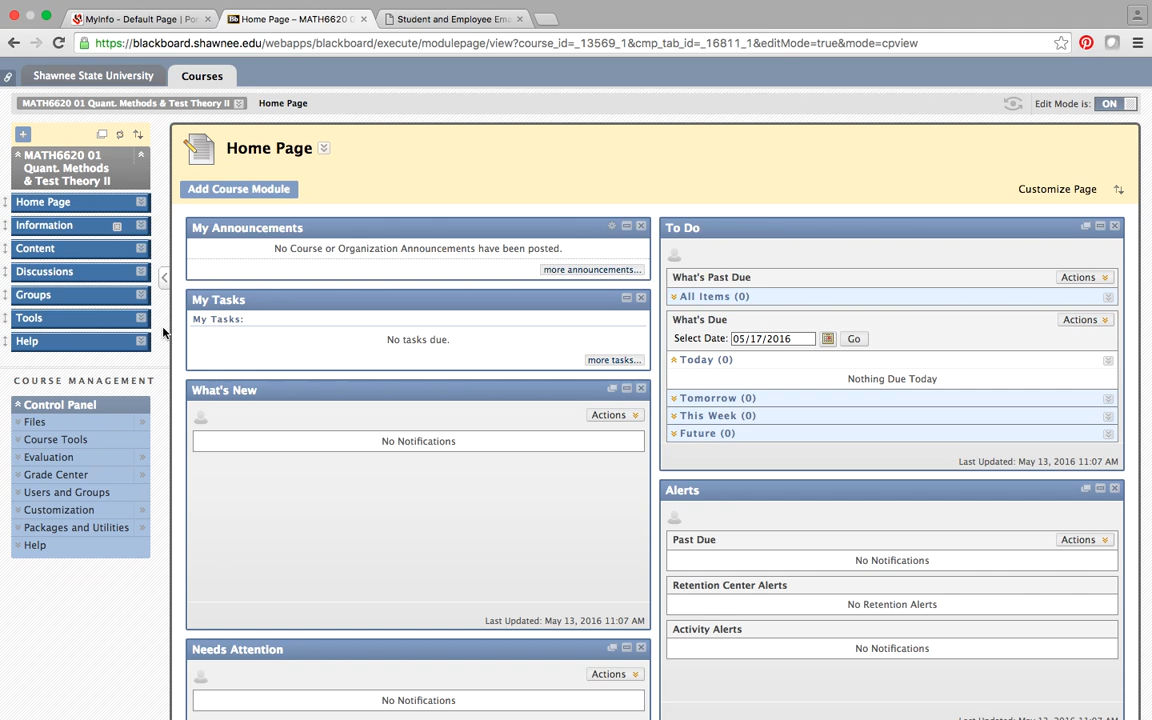 MyInfo - Default Page | Po
Home Page – MATH6620 0
Student and Employee Ema
https://blackboard.shawnee.edu/webapps/blackboard/execute/modulepage/view?course_id=_13569_1&cmp_tab_id=_16811_1&editMode=true&mode=cpview
Shawnee State University
Courses
MATH6620 01 Quant. Methods & Test Theory II
Home Page
Edit Mode is: ON
MATH6620 01
Quant. Methods
& Test Theory II
Home Page
Information
Content
Discussions
Groups
Tools
Help
COURSE MANAGEMENT
Control Panel
Files
Course Tools
Evaluation
Grade Center
Users and Groups
Customization
Packages and Utilities
Help
Home Page
Add Course Module
Customize Page
My Announcements
No Course or Organization Announcements have been posted.
more announcements...
My Tasks
My Tasks:
No tasks due.
more tasks...
What's New
Actions
No Notifications
Last Updated: May 13, 2016 11:07 AM
Needs Attention
Actions
No Notifications
To Do
What's Past Due
Actions
All Items (0)
What's Due
Actions
Select Date: 05/17/2016 Go
Today (0)
Nothing Due Today
Tomorrow (0)
This Week (0)
Future (0)
Last Updated: May 13, 2016 11:07 AM
Alerts
Past Due
Actions
No Notifications
Retention Center Alerts
No Retention Alerts
Activity Alerts
No Notifications